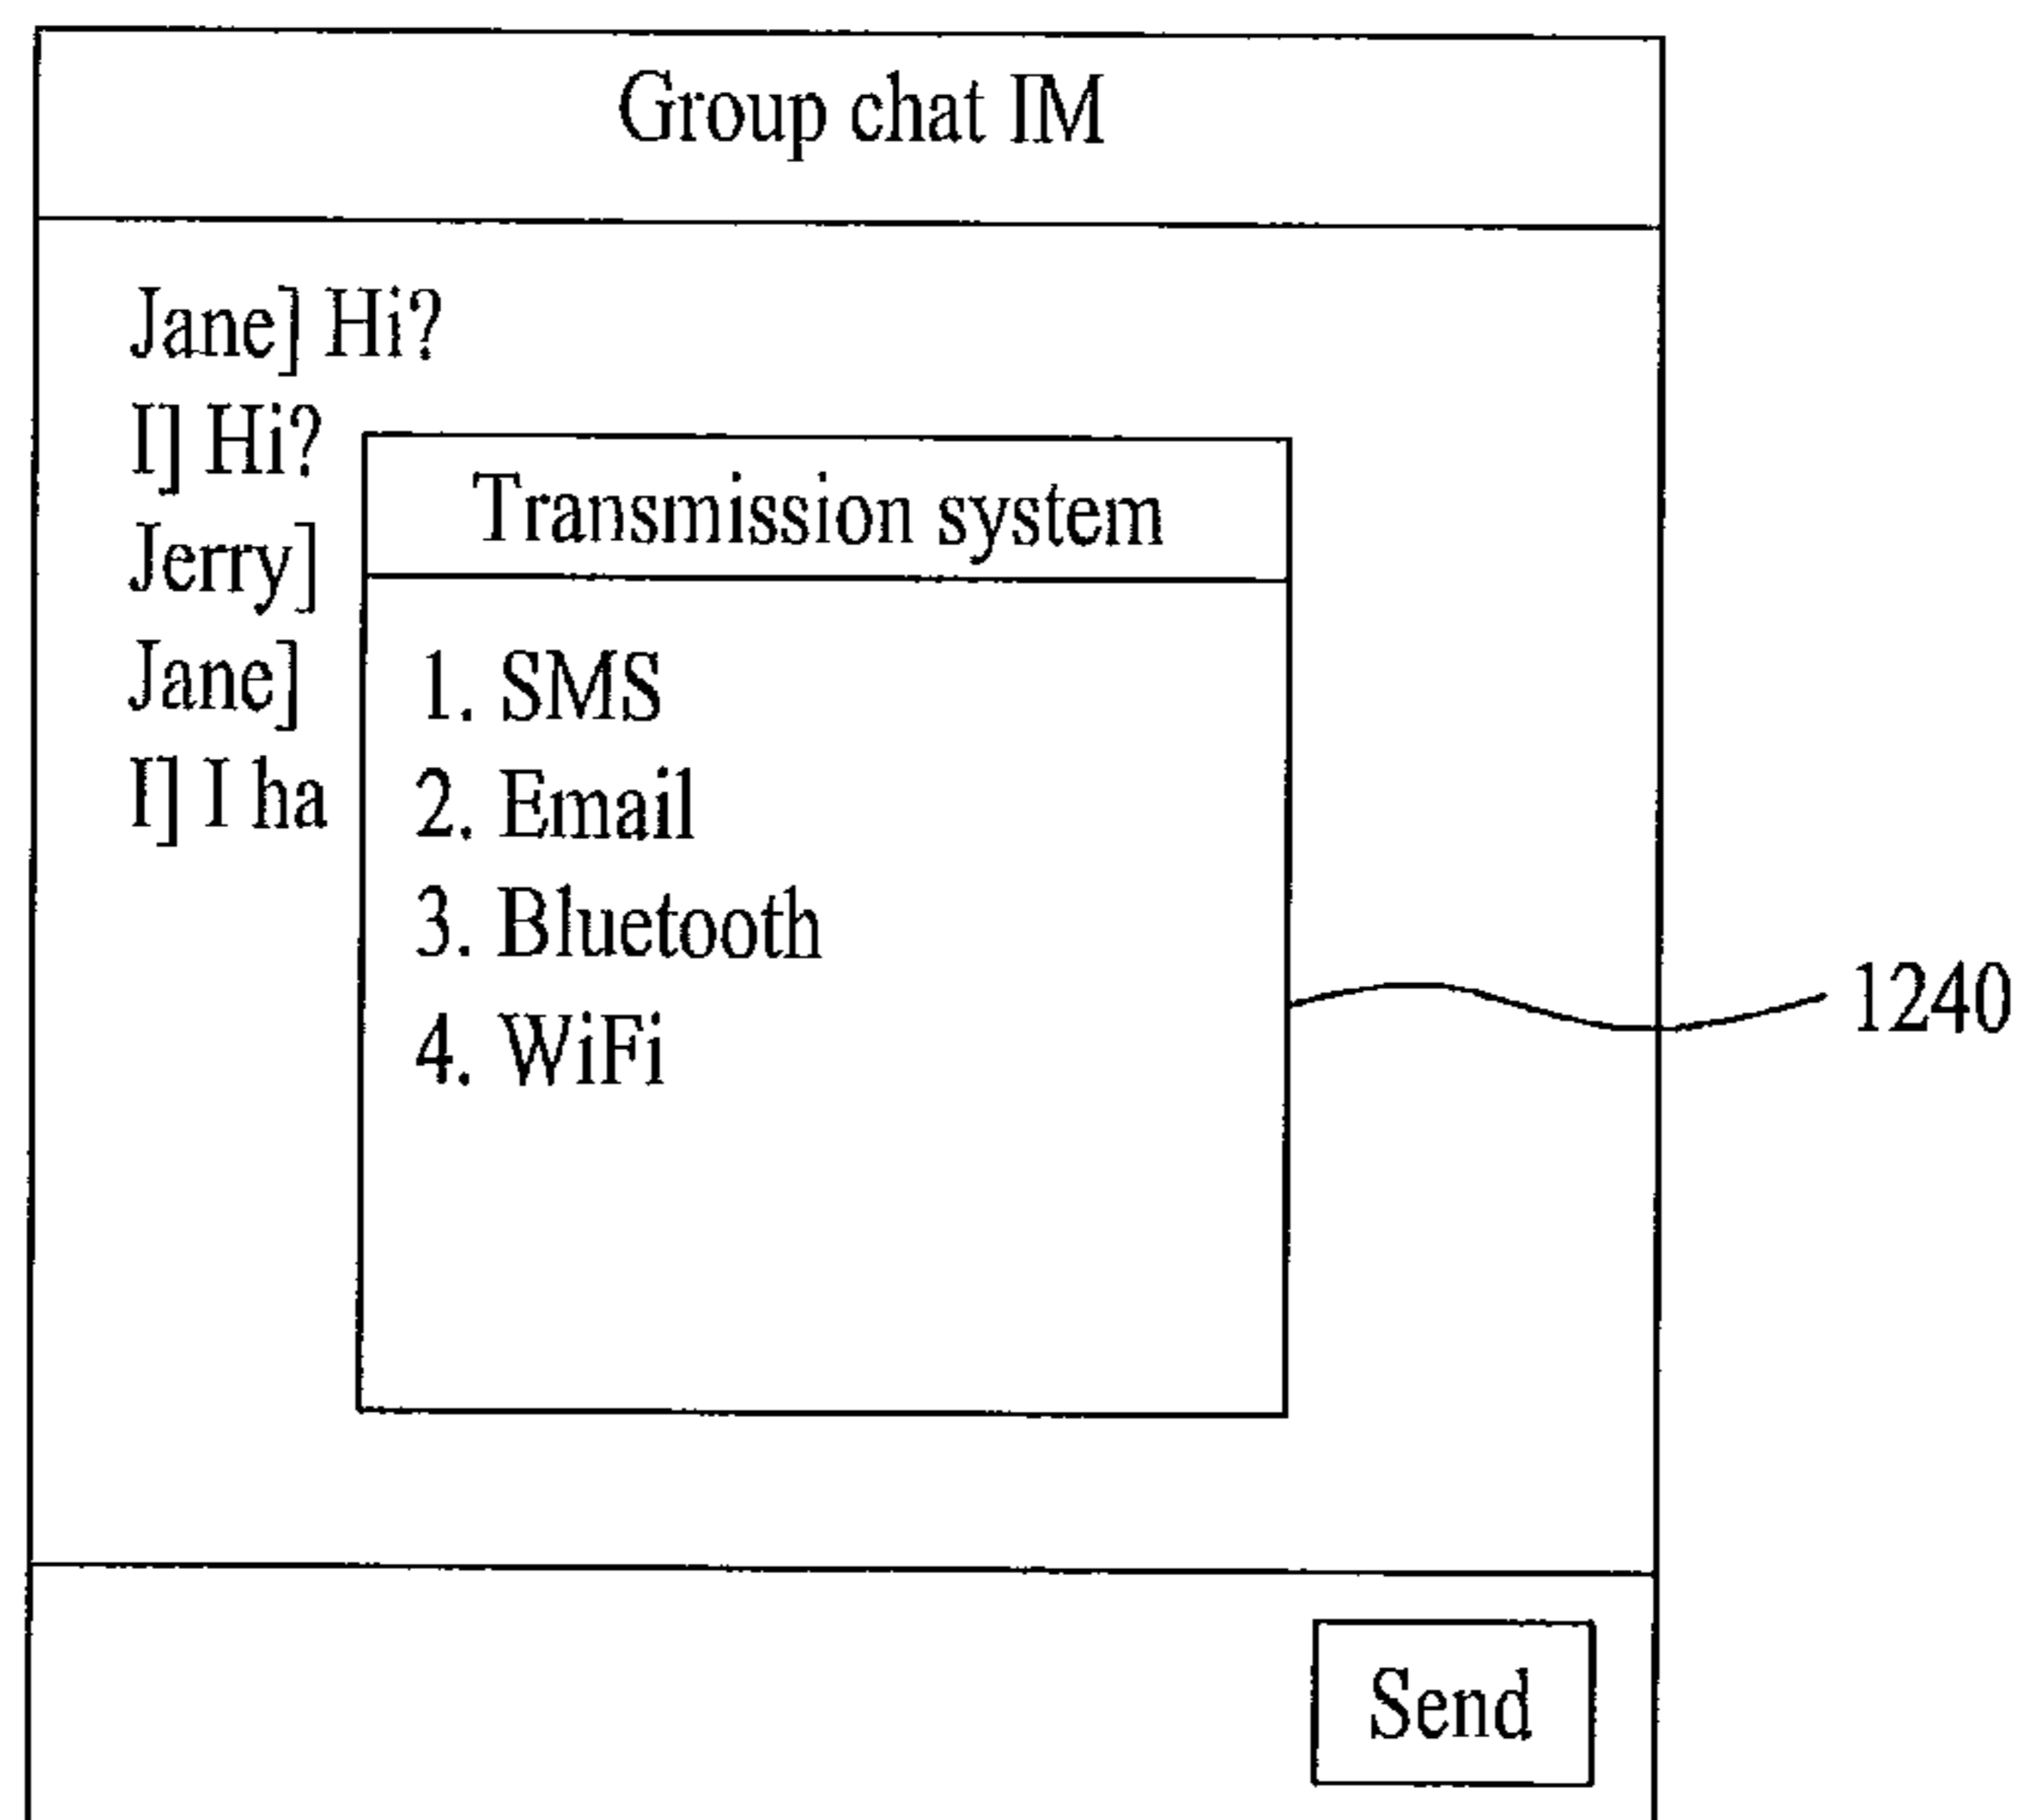 Group chat IM
Jane] Hi?
I] Hi?
Jerry]
Jane]
I] I ha
Transmission system
1. SMS
2. Email
3. Bluetooth
4. WiFi
1240
Send